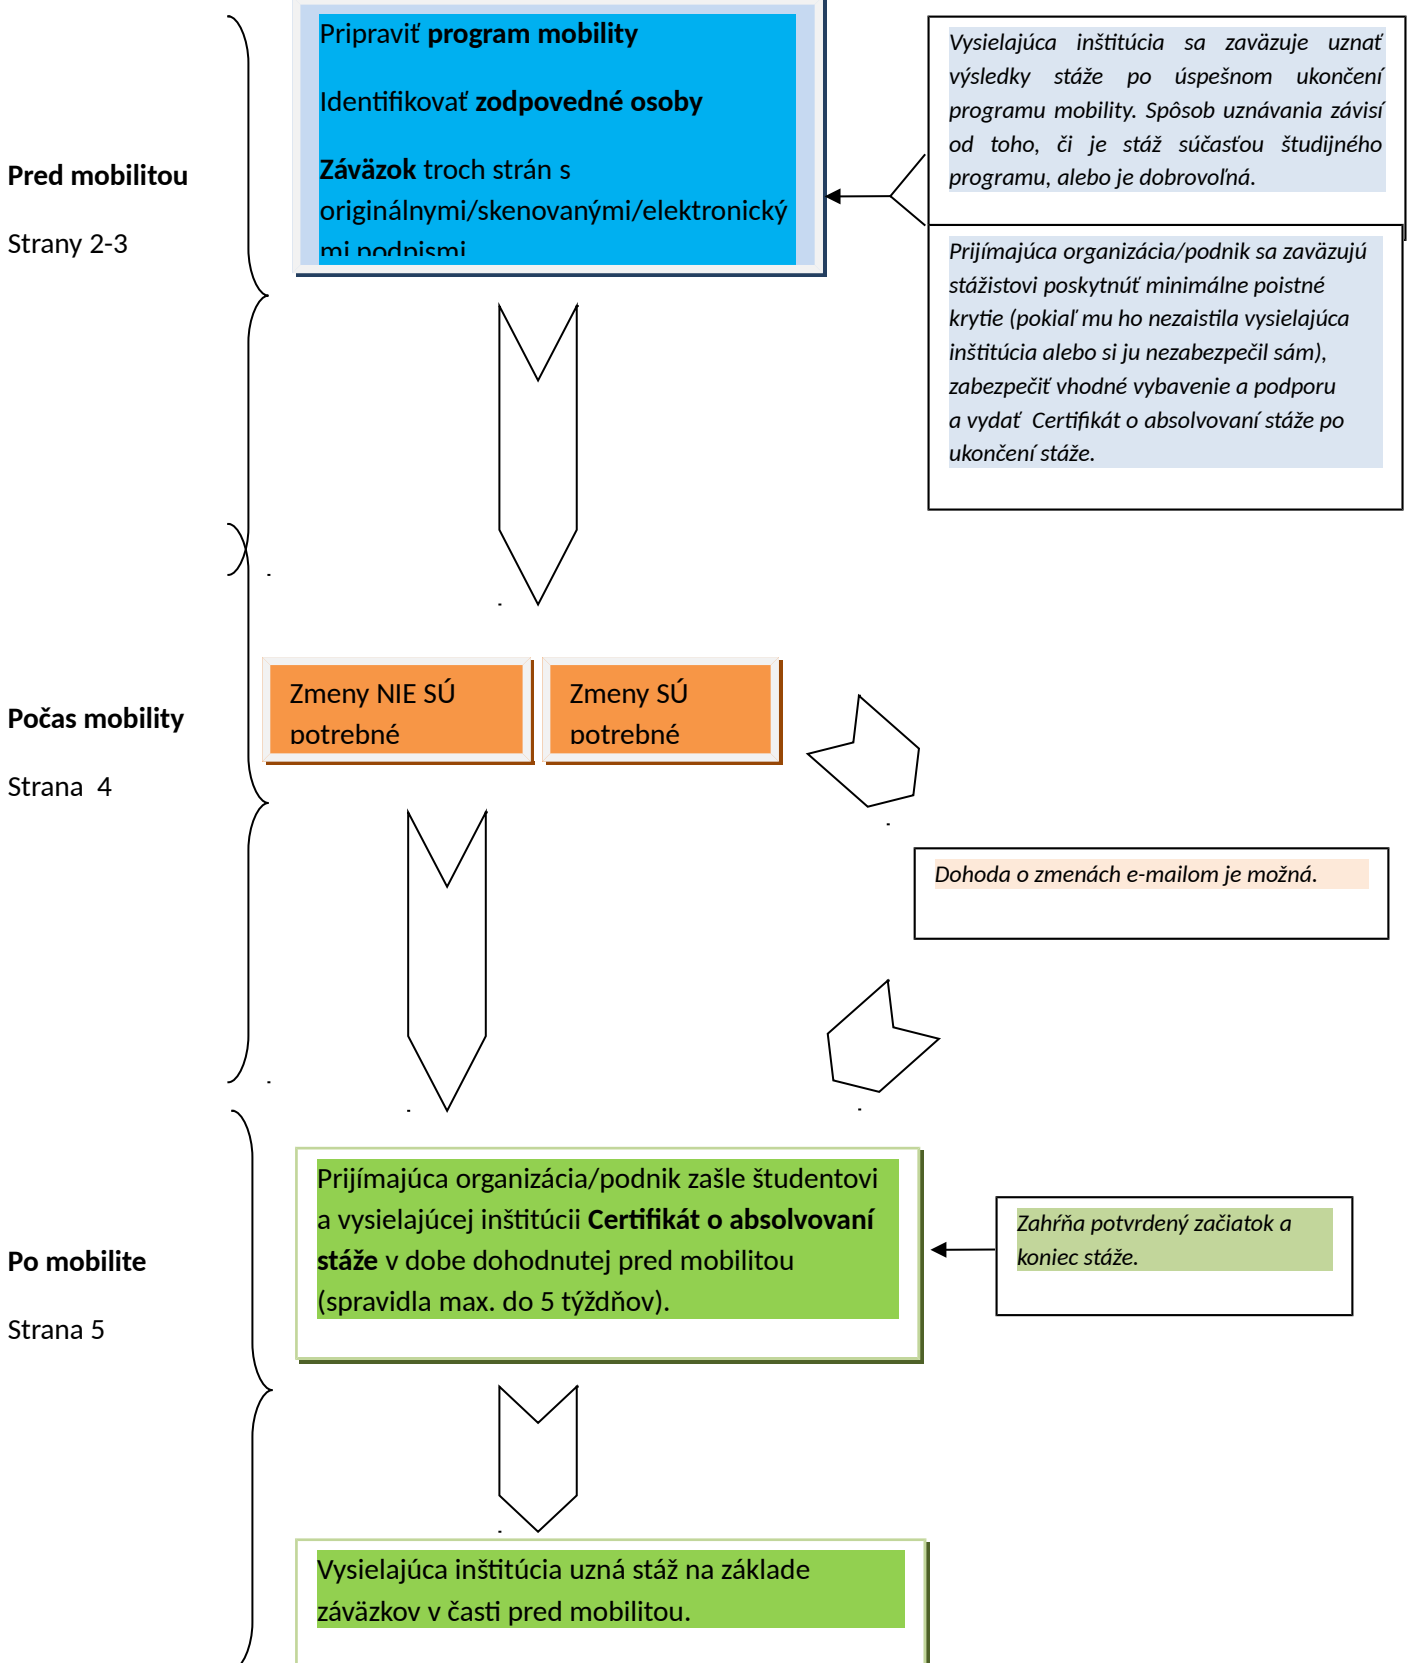 Pripraviť program mobility
Identifikovať zodpovedné osoby
Záväzok troch strán s
originálnymi/skenovanými/elektronický
mi podpismi
Vysielajúca inštitúcia sa zaväzuje uznať
výsledky stáže po úspešnom ukončení
programu mobility. Spôsob uznávania závisí
od toho, či je stáž súčasťou študijného
programu, alebo je dobrovoľná.
Pred mobilitou
Strany 2-3
Prijímajúca organizácia/podnik sa zaväzujú
stážistovi poskytnúť minimálne poistné
krytie (pokiaľ mu ho nezaistila vysielajúca
inštitúcia alebo si ju nezabezpečil sám),
zabezpečiť vhodné vybavenie a podporu
a vydať Certifikát o absolvovaní stáže po
ukončení stáže.
Počas mobility
Strana 4
Zmeny NIE SÚ
potrebné
Zmeny SÚ
potrebné
Dohoda o zmenách e-mailom je možná.
Po mobilite
Strana 5
Prijímajúca organizácia/podnik zašle študentovi
a vysielajúcej inštitúcii Certifikát o absolvovaní
stáže v dobe dohodnutej pred mobilitou
(spravidla max. do 5 týždňov).
Zahŕňa potvrdený začiatok a
koniec stáže.
Vysielajúca inštitúcia uzná stáž na základe
záväzkov v časti pred mobilitou.